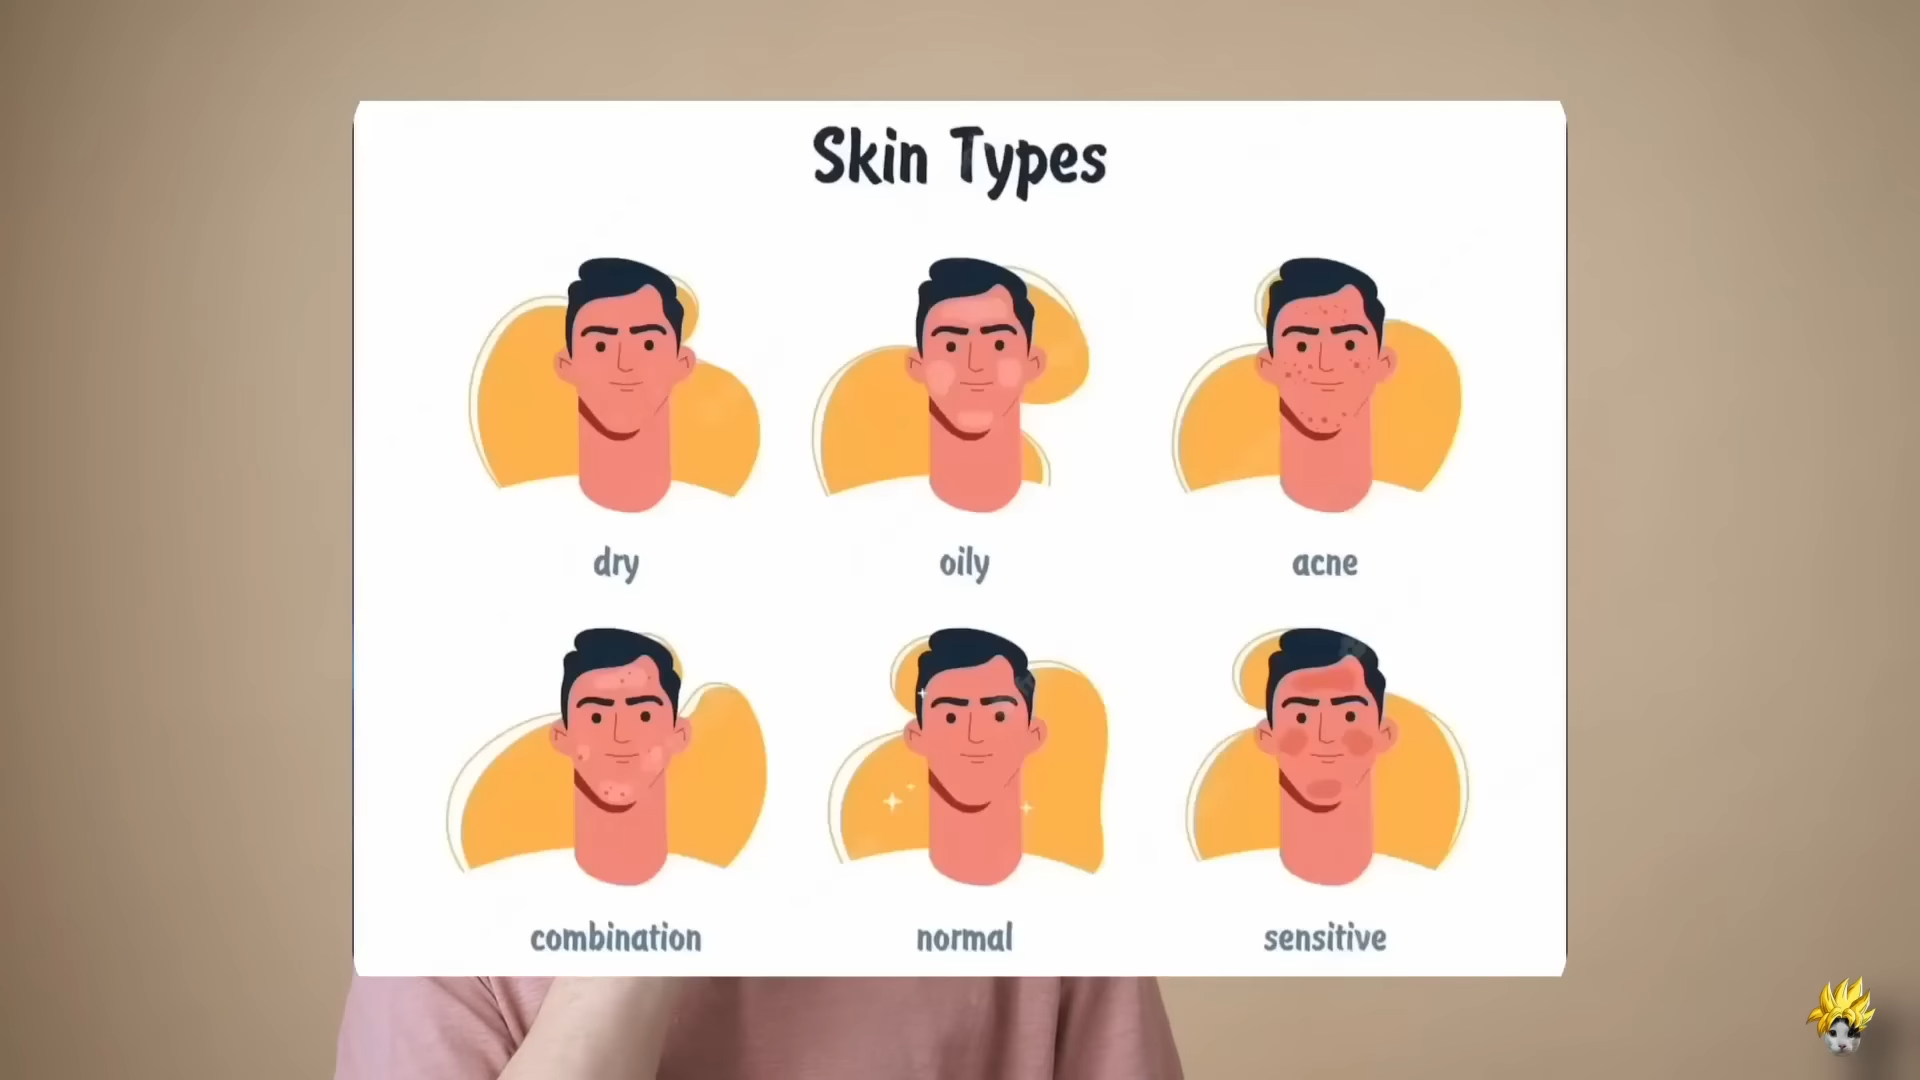 Skin Types
dry
oily
acne
combination
normal
sensitive